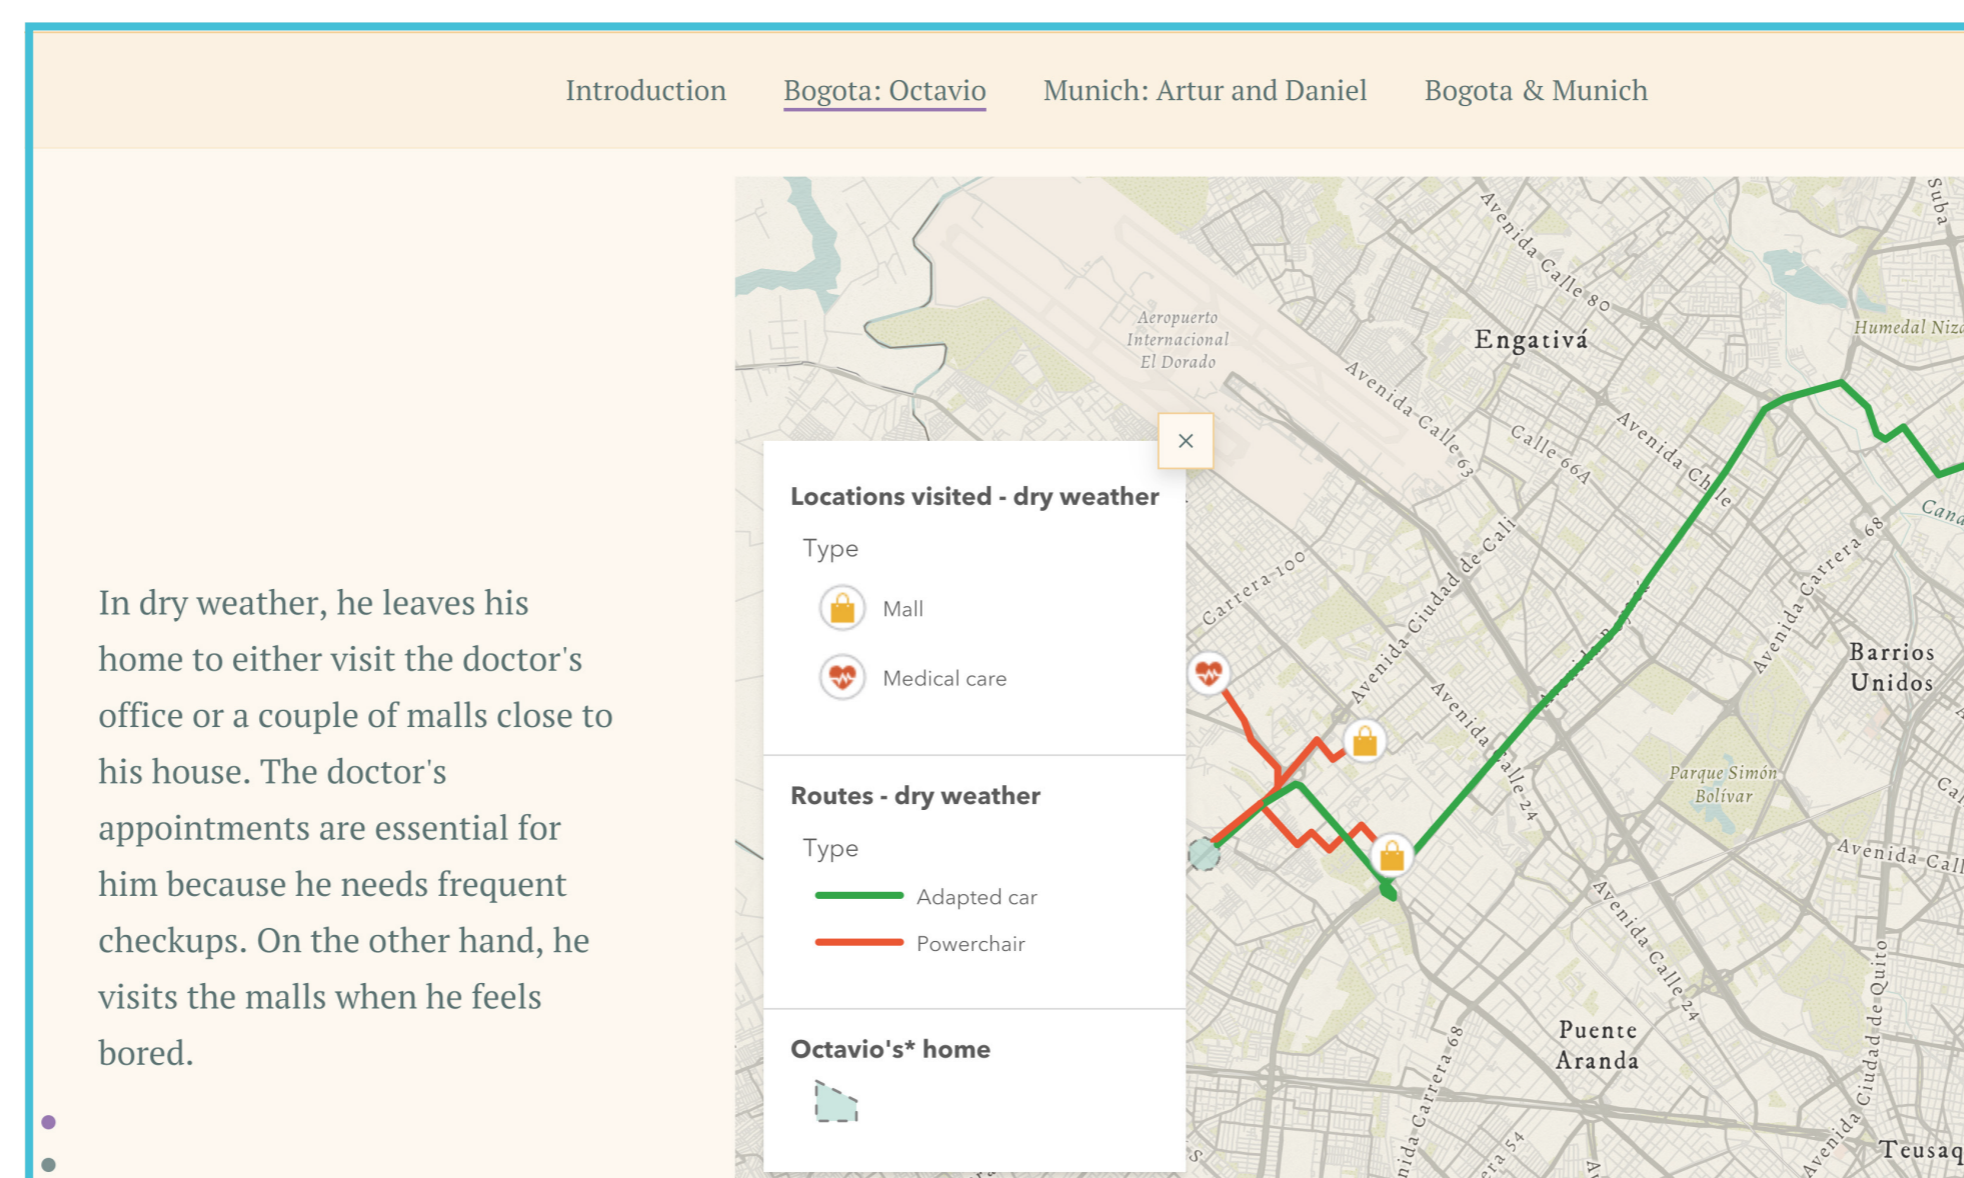 Introduction
Bogota: Octavio
Munich: Artur and Daniel
Bogota & Munich
In dry weather, he leaves his
home to either visit the doctor's
office or a couple of malls close to
his house. The doctor's
appointments are essential for
him because he needs frequent
checkups. On the other hand, he
visits the malls when he feels
bored.
Locations visited - dry weather
Type
Mall
Medical care
Routes - dry weather
Type
Adapted car
Powerchair
Octavio's* home
Aeropuerto
Internacional
El Dorado
Engativá
Suba
Avenida Calle 80
Humedal
Avenida Calle 63
Calle 66A
Avenida Chile
Avenida Carrera 68
Carrera 100
Avenida Ciudad de Cali
Barrios
Unidos
Avenida Calle 24
Parque Simón
Bolívar
Avenida
Avenida Calle 24
Avenida Ciudad de Quito
Puente
Aranda
Carrera 68
54